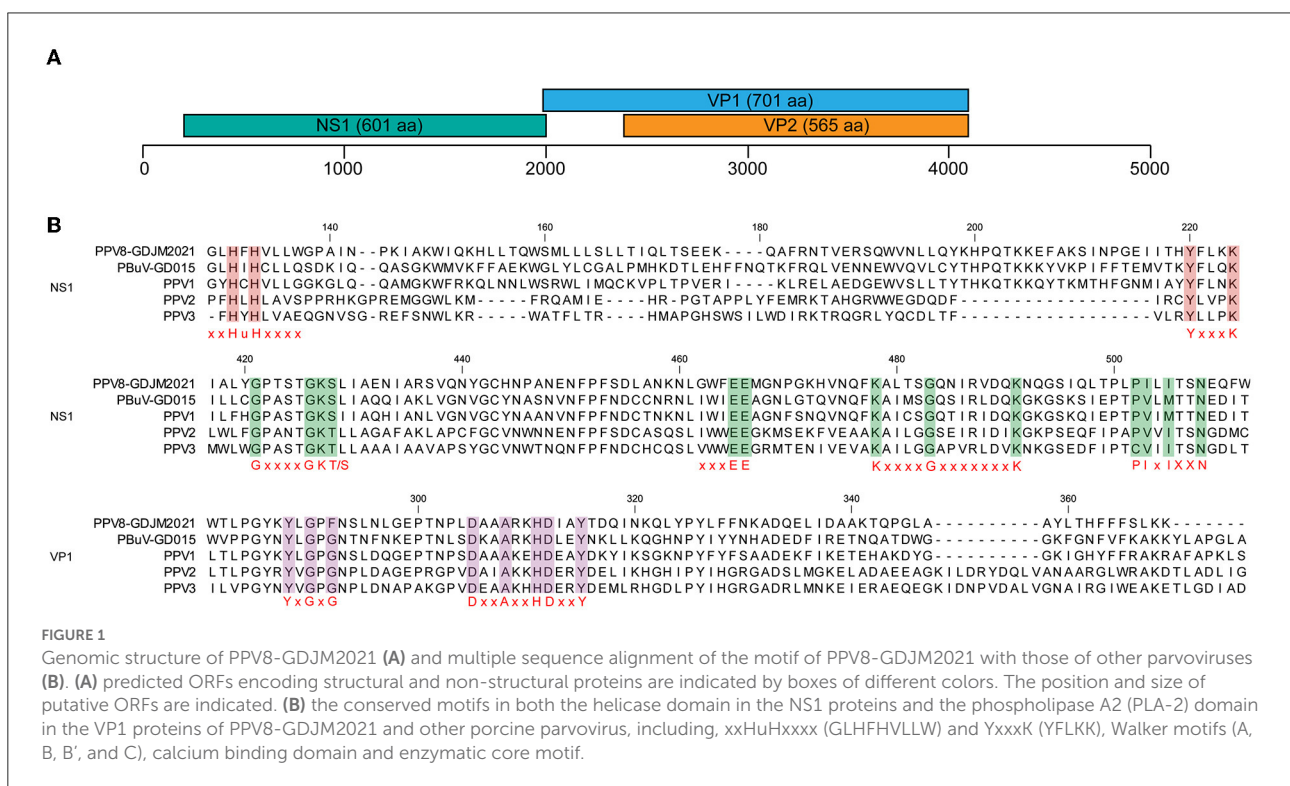 A
VP1 (701 aa)
NS1 (601 aa) VP2 (565 aa)
0 1000 2000 3000 4000 5000
B
140 160 180 200 220
PPV8-GDJM2021 GLHFHVLLWGPAIN--PKIAKWIQKHLLTQWSMLLLSLLTIQLTSEEK----QAFRNTVERSQWVNLLQYKHPQTKKEFAKSINPGEIITHYFLKK
PBuV-GD015 GLHIHCLLQSDKIQ--QASGKWMVKFFAEKWGLYLCGALPMHKDTLEHFFNQTKFRQLVENNEWVQVLCYTHPQTKKKYVKPIFFTEMVTKYFLQK
NS1
PPV1 GYHCHVLLGGKGLQ--QAMGKWFRKQLNNLWSRWLIMQCKVPLTPVERI----KLRELAEDGEWVSLLTYTHKQTKKQYTKMTHFGNMIAYYFLNK
PPV2 PFHLHLAVSPPRHKGPREMGGWLKM-----FRQAMIE---HR-PGTAPPLYFEMRKTAHGRWWEGDQDF----------------IRCYLVPK
PPV3 -FHYHLVAEQGNVSG-REFSNWLKR-----WATFLTR---HMAPGHSWSILWDIRKTRQGRLYQCDLTF----------------VLRYLLPK
xxHuHxxxx YxxxK
420 440 460 480 500
PPV8-GDJM2021 IALYGPTSTGKSLIAENIARSVQNYGCHNPANENFPFSDLANKNLGWFEEMGNPGKHVNQFKALTSGQNIRVDQKNQGSIQLTPLPILITSNEQFW
PBuV-GD015 ILLCGPASTGKSLIAQQIAKLVGNVGCYNASNVNFPFNDCCNRNLIWIEEAGNLGTQVNQFKAIMSGQSIRLDQKGKGSKSIEPTPVLMTTNEDIT
NS1
PPV1 ILFHGPASTGKSIIAQHIANLVGNVGCYNAANVNFPFNDCTNKNLIWIEEAGNFSNQVNQFKAICSGQTIRIDQKGKGSKQIEPTPVIMTTNEDIT
PPV2 LWLFGPANTGKTLLAGAFAKLAPCFGCVNWNNENFPFNDCASQSLIWWEEGKMSEKFVEAAKAILGGSEIRIDIKGKPSEQFIPAPVVITSNGDMC
PPV3 MWLWGPASTGKTLLAAAIAVAPSYGCVNWTNQNFPFNDCHCQSLVWWEEGRMTENIVEVAKAILGGAPVRLDVKNKGSEDFIPTCVIITSNGDLT
GxxxxGKT/S xxxEE KxxxxGxxxxxxxK PIxIXXN
300 320 340 360
PPV8-GDJM2021 WTLPGYKYLGPFNSLNLGEPTNPLDAAARKHDIAYTDQINKQLYPYLFFNKADQELIDAAKTQPGLA----------AYLTHFFFSLKK-------
PBuV-GD015 WVPPGYNYLGPGNTNFNKEPTNLSDKAARKHDLEYNKLLKQGHNPYIYYNHADEDFIRETNQATDWG----------GKIFGNFVFKAKKYLAPGLA
VP1
PPV1 LTLPGYKYLGPGNSLDQGEPTNPSDAAAKEHDEAYDKYIKSGKNPYFYFSAADEKFIKETEHAKDYG----------GKIGHYFFRAKRAFAPKLS
PPV2 LTLPGYRYVGPGNPLDAGEPRGPVDAIAKKHDERYDELIKHGHIPYIHGRGADSLMGKELADAEEAGKILDRYDQLVANAARGLWRAKDTLADLIG
PPV3 ILVPGYNYVGPGNPLDNAPAKGPVDEAAKKHDERYDEMLRHGDLPYIHGRGADRLMNKEIERAEQEGKIDNPVDALVGNAIRGIWEAKETLGDIAD
YxGxG DxxAxxHDxxY
FIGURE 1
Genomic structure of PPV8-GDJM2021 (A) and multiple sequence alignment of the motif of PPV8-GDJM2021 with those of other parvoviruses
(B). (A) predicted ORFs encoding structural and non-structural proteins are indicated by boxes of different colors. The position and size of
putative ORFs are indicated. (B) the conserved motifs in both the helicase domain in the NS1 proteins and the phospholipase A2 (PLA-2) domain
in the VP1 proteins of PPV8-GDJM2021 and other porcine parvovirus, including, xxHuHxxxx (GLHFHVLLW) and YxxxK (YFLKK), Walker motifs (A,
B, B′, and C), calcium binding domain and enzymatic core motif.